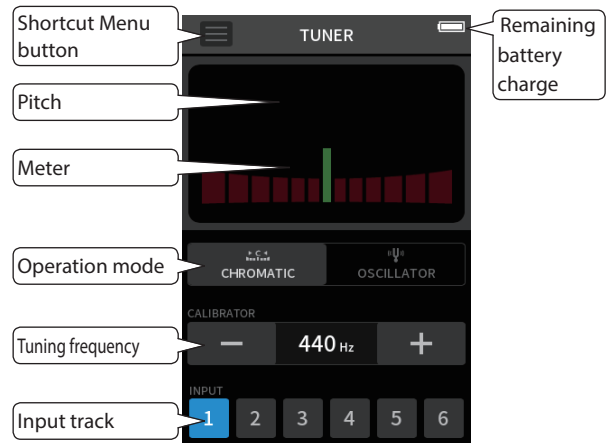 Shortcut Menu
button
TUNER
Remaining
battery
charge
Pitch
Meter
Operation mode
C
CHROMATIC
OSCILLATOR
CALIBRATOR
Tuning frequency
− 440 Hz +
INPUT
Input track
1 2 3 4 5 6